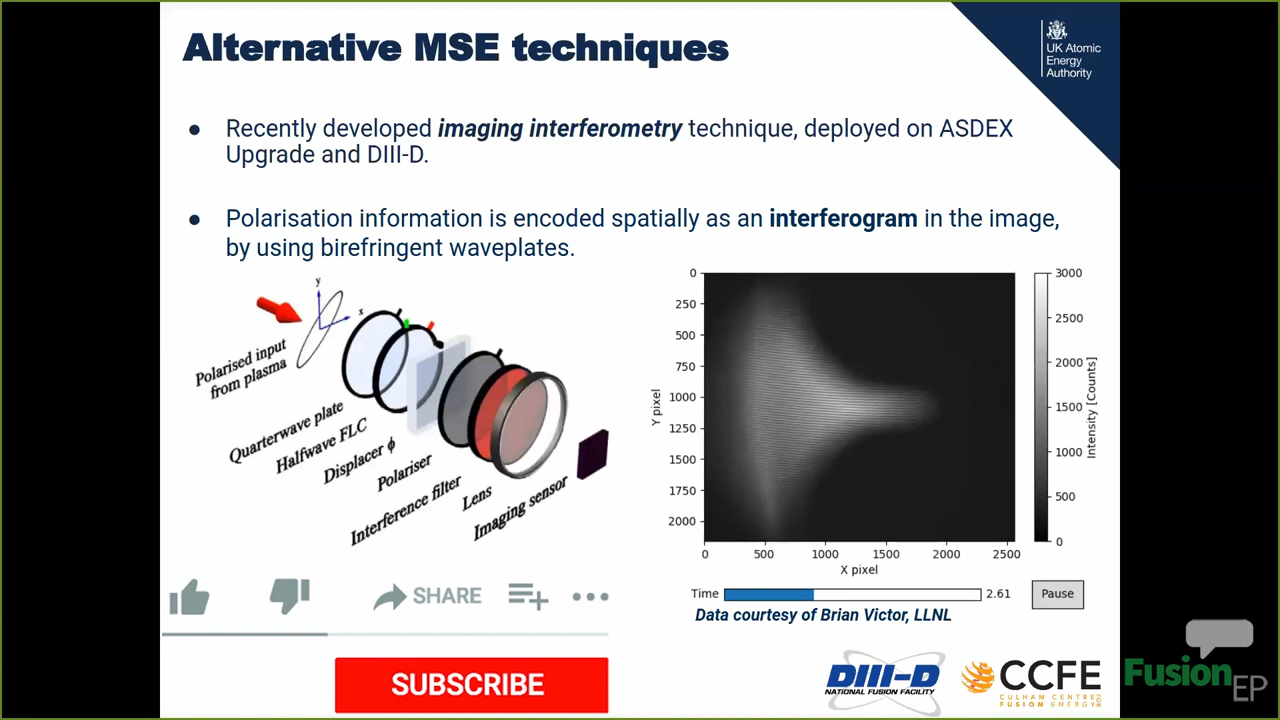 Alternative MSE techniques
UK Atomic
Energy
Authority
● Recently developed imaging interferometry technique, deployed on ASDEX
Upgrade and DIII-D.
● Polarisation information is encoded spatially as an interferogram in the image,
by using birefringent waveplates.
y
x
Polarised input
from plasma
Quarterwave plate
Halfwave FLC
Displacer ϕ
Polariser
Interference filter
Lens
Imaging sensor
0
250
500
750
1000
1250
1500
1750
2000
Y pixel
0 500 1000 1500 2000 2500
X pixel
3000
2500
2000
1500
1000
500
0
Intensity [Counts]
Time 2.61 Pause
Data courtesy of Brian Victor, LLNL
SHARE
SUBSCRIBE
DIII-D
NATIONAL FUSION FACILITY
CCFE
CULHAM CENTRE
FUSION ENERGY
FOR
Fusion
EP